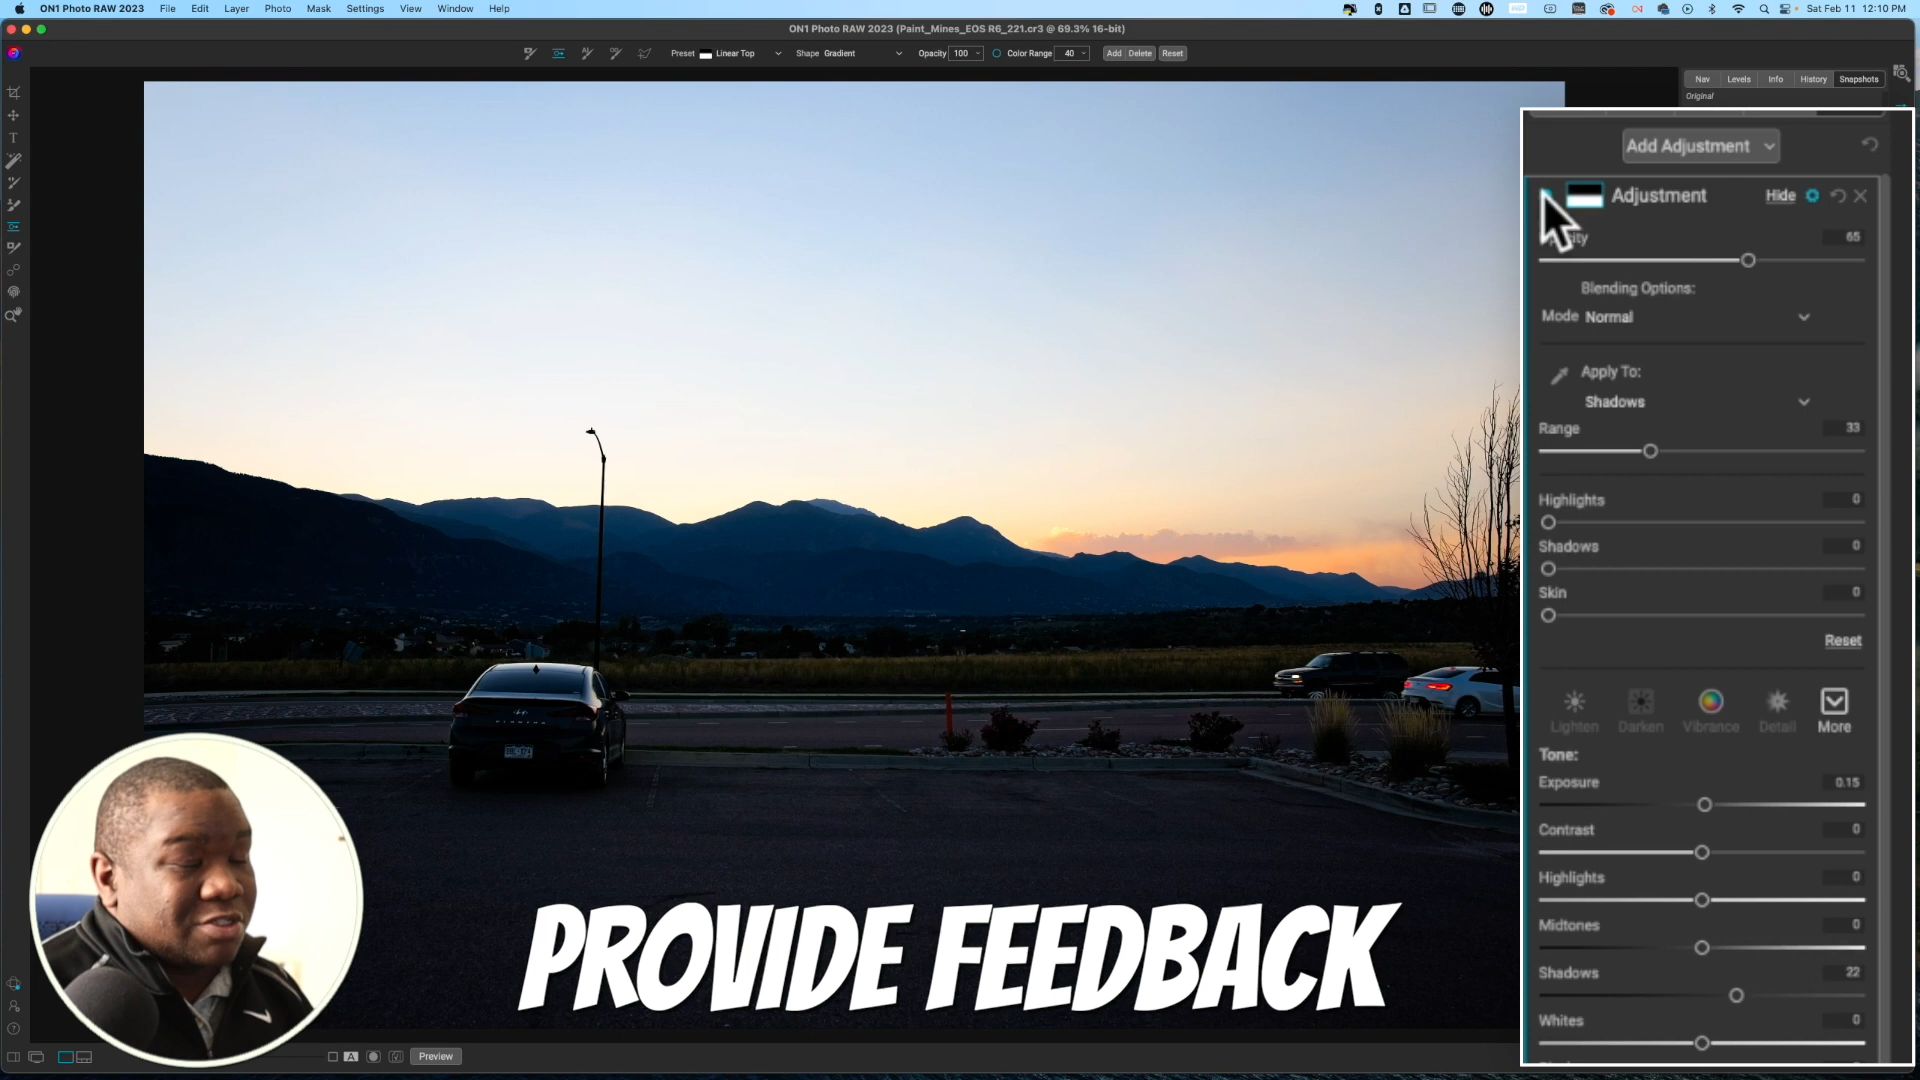 ON1 Photo RAW 2023 File Edit Layer Photo Mask Settings View Window Help Sat Feb 11 12:10 PM
ON1 Photo RAW 2023 (Paint_Mines_EOS R6_221.cr3 @ 69.3% 16-bit)
Preset Linear Top Shape Gradient Opacity 100 Color Range 40 Add Delete Reset
Nav Levels Info History Snapshots
Original
Add Adjustment
Adjustment Hide
65
Blending Options:
Mode Normal
Apply To:
Shadows
Range 33
Highlights 0
Shadows 0
Skin 0
Reset
Lighten Darken Vibrance Detail More
Tone:
Exposure 0.15
Contrast 0
Highlights 0
Midtones 0
Shadows 22
Whites 0
PROVIDE FEEDBACK
A Preview